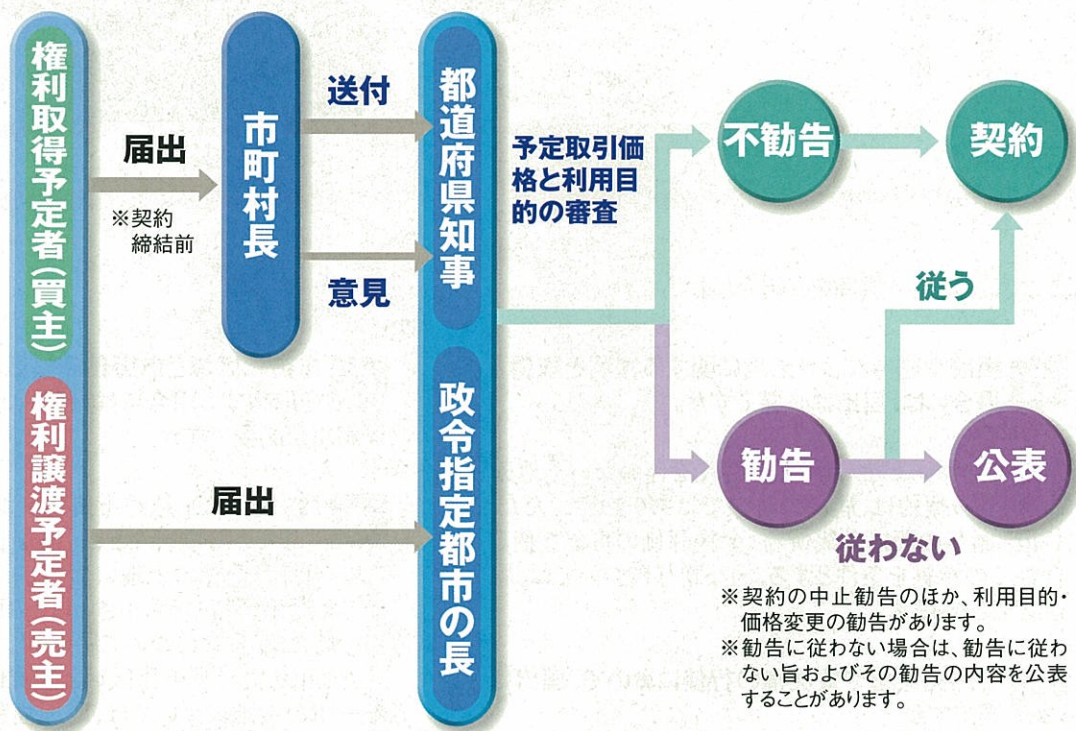 権利取得予定者(買主)
権利譲渡予定者(売主)
届出
※契約
締結前
市町村長
送付
意見
届出
都道府県知事
政令指定都市の長
予定取引価
格と利用目
的の審査
不勧告
契約
従う
勧告
公表
従わない
※契約の中止勧告のほか、利用目的・
価格変更の勧告があります。
※勧告に従わない場合は、勧告に従わ
ない旨およびその勧告の内容を公表
することがあります。